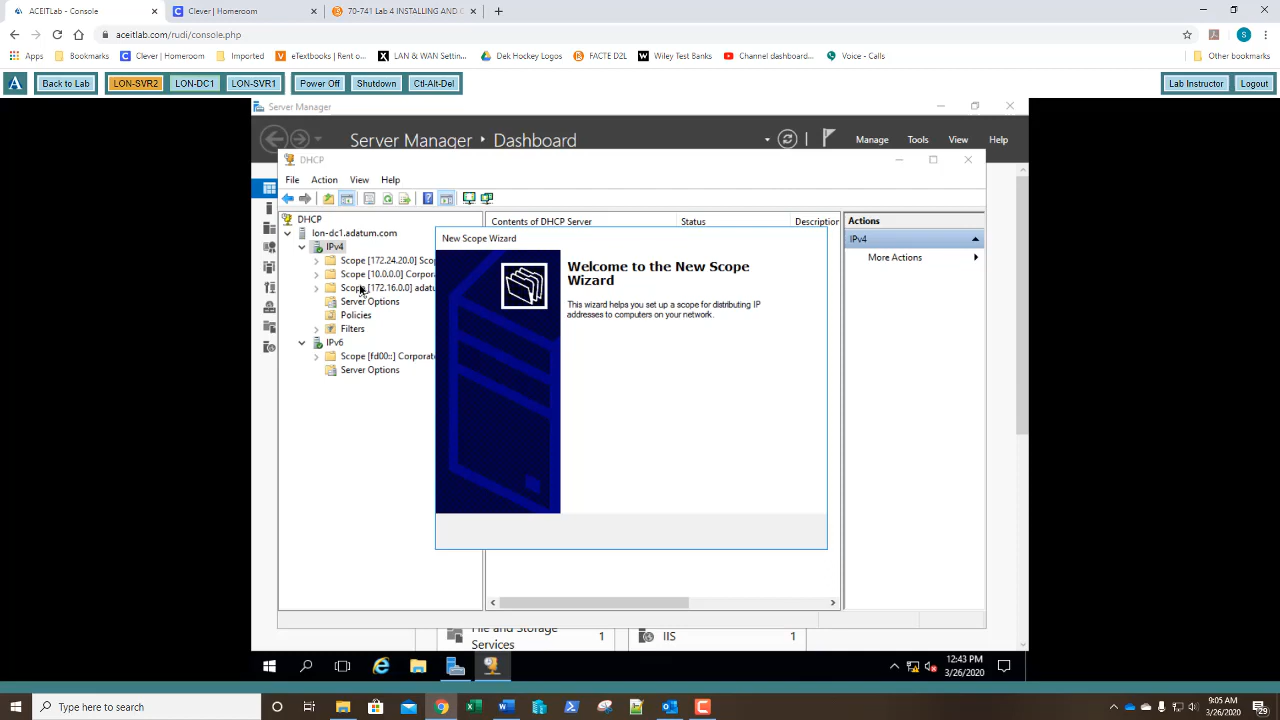 ACEITLab - Console
Clever | Homeroom
70-741 Lab 4 INSTALLING AND C
aceitlab.com/rudi/console.php
S
Apps
Bookmarks
Clever | Homeroom
Imported
eTextbooks | Rent o...
LAN & WAN Setting...
Dek Hockey Logos
FACTE D2L
Wiley Test Banks
Channel dashboard...
Voice - Calls
Other bookmarks
A
Back to Lab
LON-SVR2
LON-DC1
LON-SVR1
Power Off
Shutdown
Ctl-Alt-Del
Lab Instructor
Logout
Server Manager
Server Manager
Dashboard
Manage
Tools
View
Help
DHCP
File
Action
View
Help
DHCP
lon-dc1.adatum.com
IPv4
Scope [172.24.20.0] Sco
Scope [10.0.0.0] Corpora
Scope [172.16.0.0] adatu
Server Options
Policies
Filters
IPv6
Scope [fd00::] Corporate
Server Options
Contents of DHCP Server
Status
Description
Actions
IPv4
More Actions
New Scope Wizard
Welcome to the New Scope
Wizard
This wizard helps you set up a scope for distributing IP
addresses to computers on your network.
File and Storage
Services
1
IIS
1
12:43 PM
3/26/2020
Type here to search
9:05 AM
3/26/2020